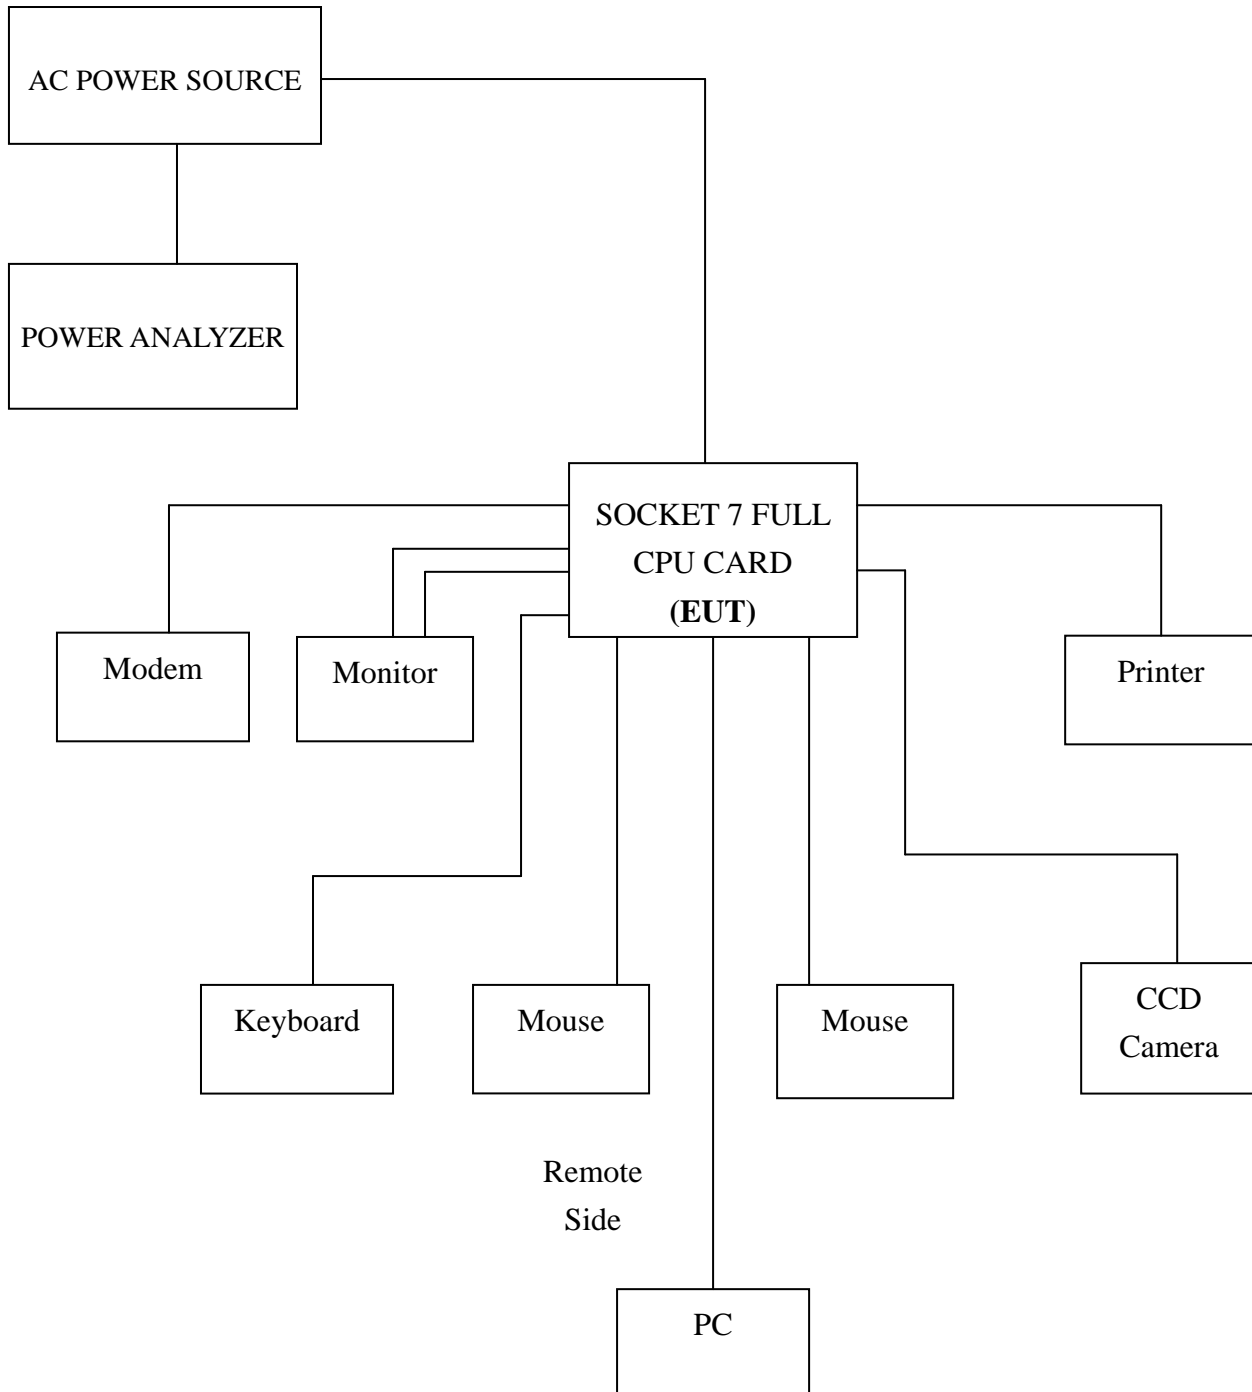 AC POWER SOURCE
POWER ANALYZER
SOCKET 7 FULL
CPU CARD
(EUT)
Modem
Monitor
Printer
Keyboard
Mouse
Mouse
CCD
Camera
Remote
Side
PC